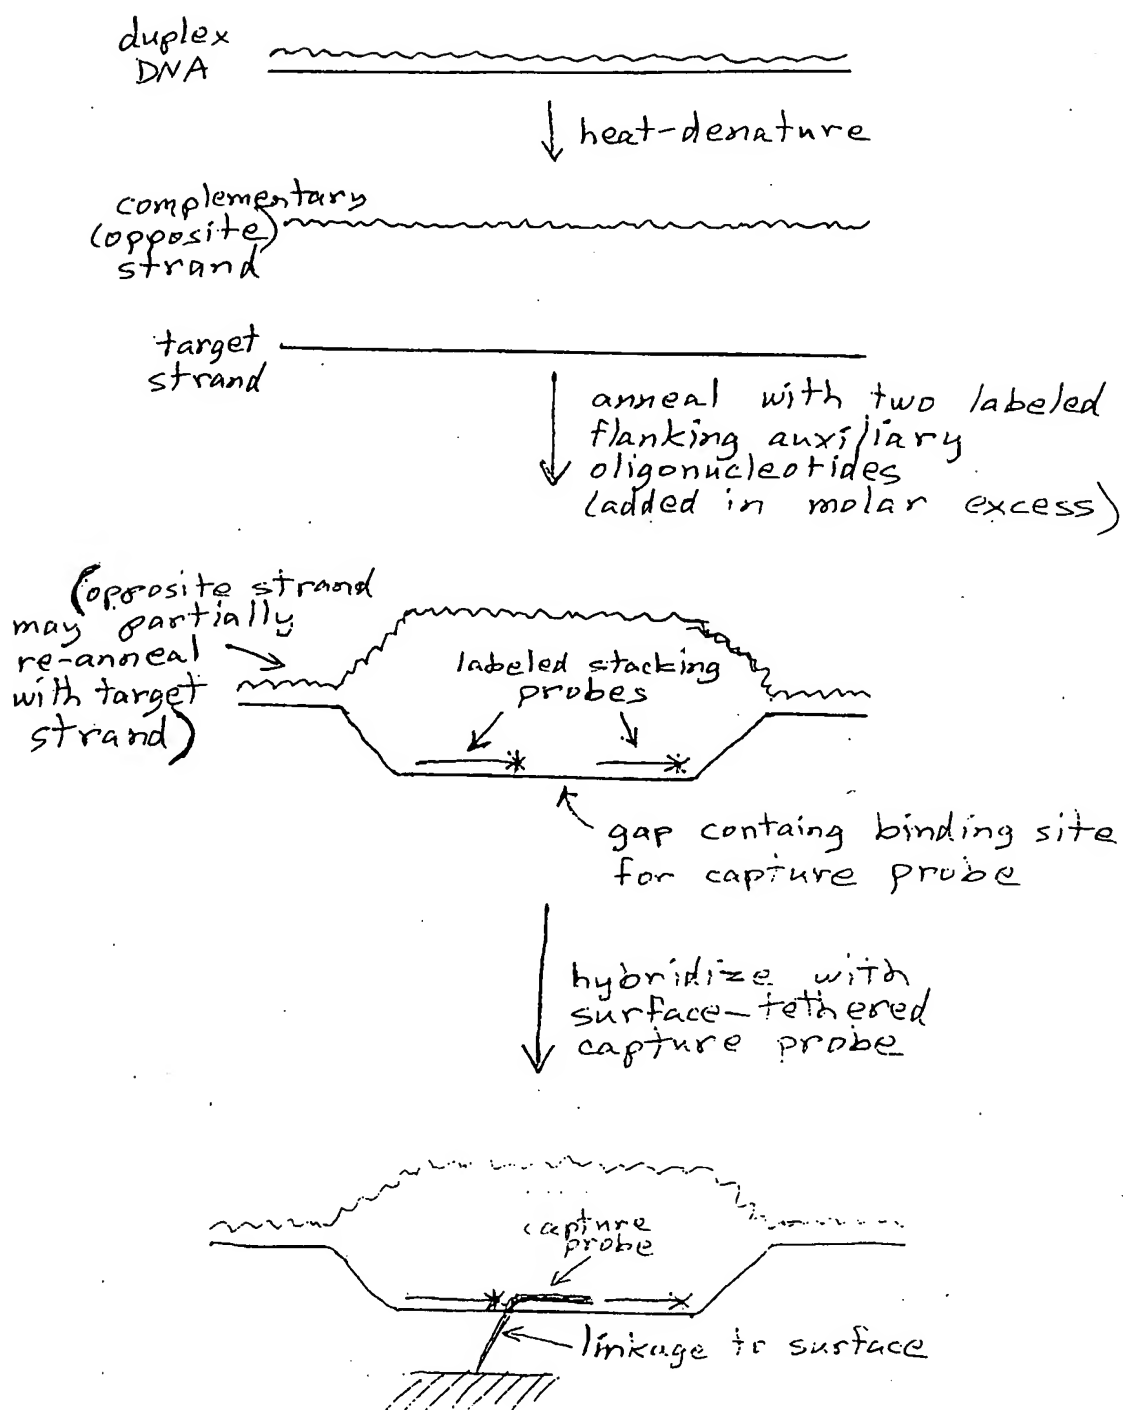 duplex
DNA
heat-denature
complementary
(opposite)
strand
target
strand
anneal with two labeled
flanking auxiliary
oligonucleotides
(added in molar excess)
(opposite strand
may partially
re-anneal
with target
strand)
labeled stacking
probes
gap containg binding site
for capture probe
hybridize with
surface-tethered
capture probe
capture
probe
linkage to surface